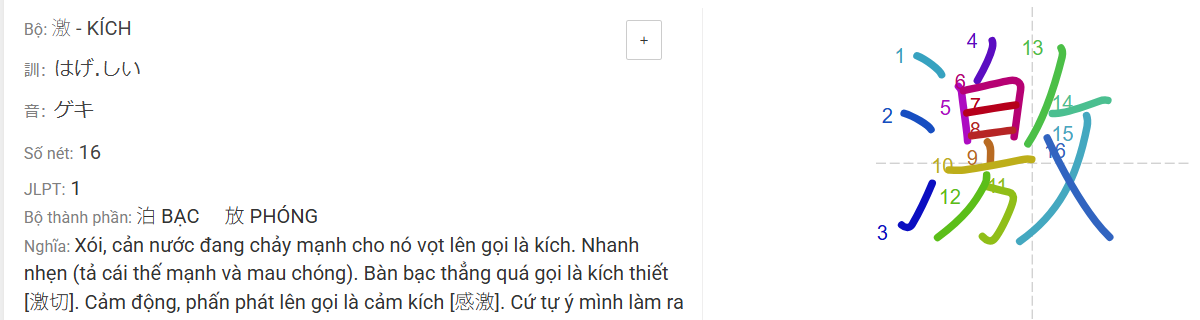 Bộ: 激 - KÍCH
+
訓: はげ.しい
音: ゲキ
Số nét: 16
JLPT: 1
Bộ thành phần: 泊 BẠC 放 PHÓNG
Nghĩa: Xói, cản nước đang chảy mạnh cho nó vọt lên gọi là kích. Nhanh
nhẹn (tả cái thế mạnh và mau chóng). Bàn bạc thẳng quá gọi là kích thiết
[激切]. Cảm động, phấn phát lên gọi là cảm kích [感激]. Cứ tự ý mình làm ra
激
1
2
3
4
5
6
7
8
9
10
11
12
13
14
15
16